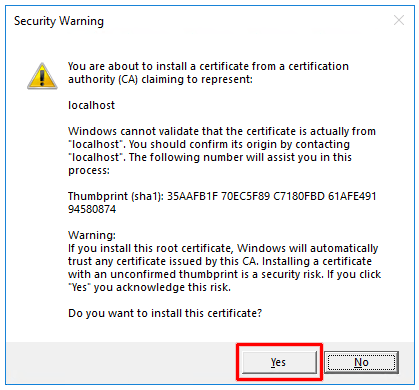 Security Warning
You are about to install a certificate from a certification
authority (CA) claiming to represent:
localhost
Windows cannot validate that the certificate is actually from
"localhost". You should confirm its origin by contacting
"localhost". The following number will assist you in this
process:
Thumbprint (sha1): 35AAFB1F 70EC5F89 C7180FBD 61AFE491
94580874
Warning:
If you install this root certificate, Windows will automatically
trust any certificate issued by this CA. Installing a certificate
with an unconfirmed thumbprint is a security risk. If you click
"Yes" you acknowledge this risk.
Do you want to install this certificate?
Yes
No